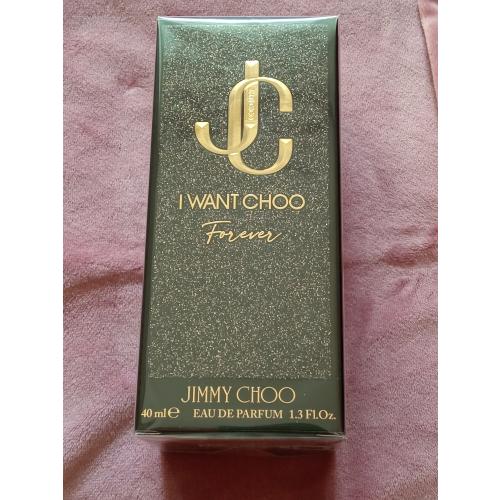 JC
I WANT CHOO
Forever
JIMMY CHOO
40 ml℮ EAU DE PARFUM 1.3 Fl.Oz.